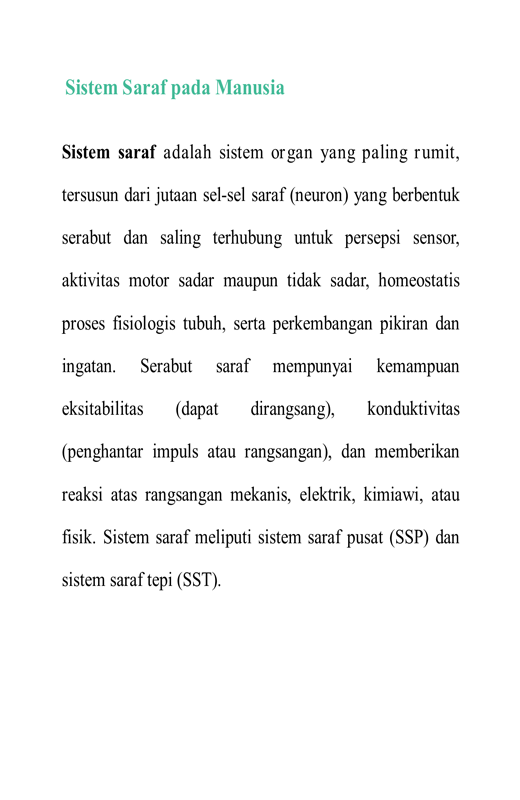 Sistem Saraf pada Manusia
Sistem saraf adalah sistem organ yang paling rumit,
tersusun dari jutaan sel-sel saraf (neuron) yang berbentuk
serabut dan saling terhubung untuk persepsi sensor,
aktivitas motor sadar maupun tidak sadar, homeostatis
proses fisiologis tubuh, serta perkembangan pikiran dan
ingatan. Serabut saraf mempunyai kemampuan
eksitabilitas (dapat dirangsang), konduktivitas
(penghantar impuls atau rangsangan), dan memberikan
reaksi atas rangsangan mekanis, elektrik, kimiawi, atau
fisik. Sistem saraf meliputi sistem saraf pusat (SSP) dan
sistem saraf tepi (SST).